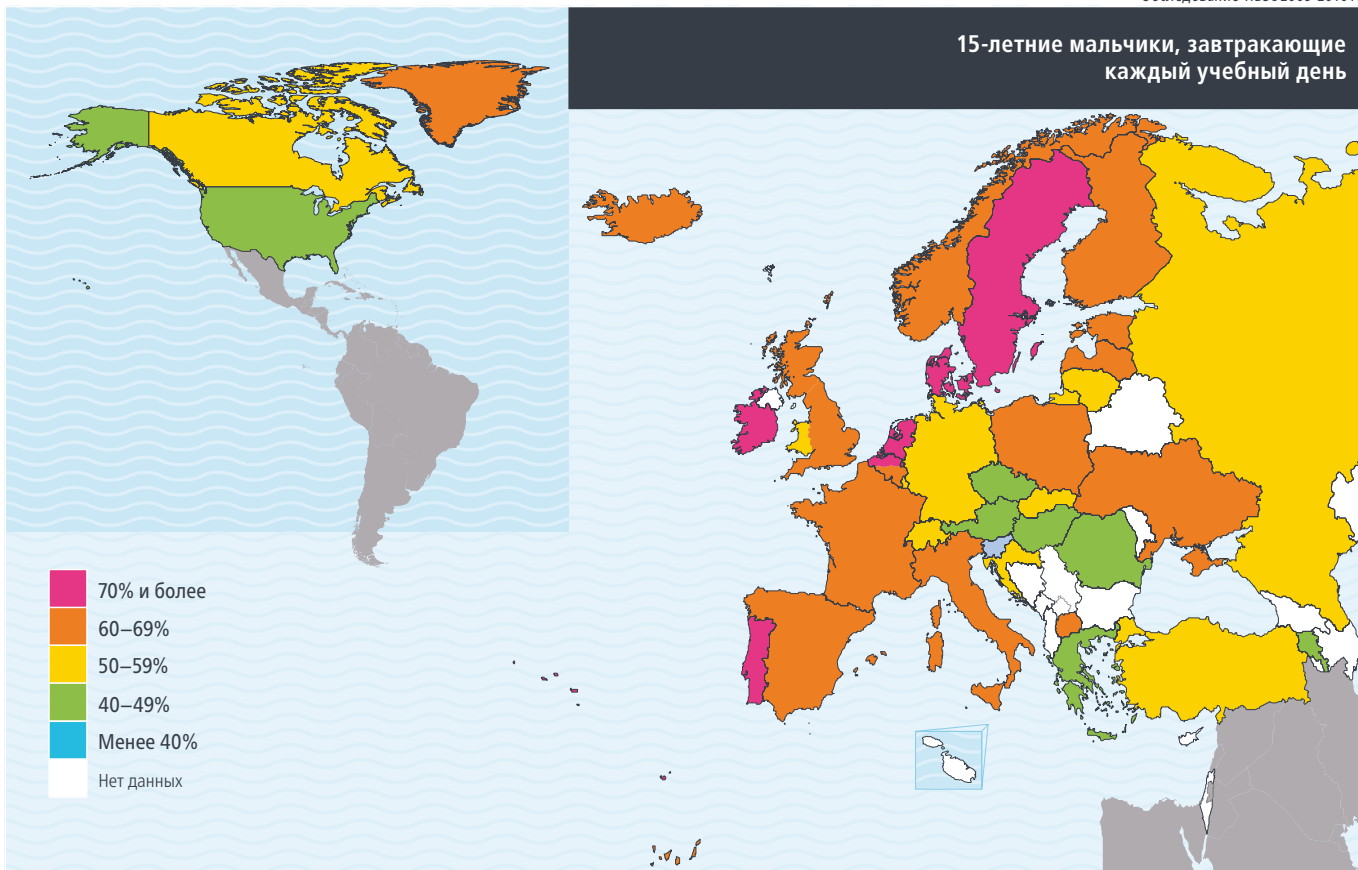 15-летние мальчики, завтракающие
каждый учебный день
70% и более
60–69%
50–59%
40–49%
Менее 40%
Нет данных